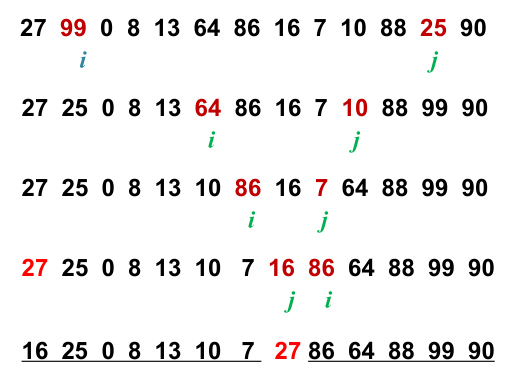 27 99 0 8 13 64 86 16 7 10 88 25 90
i j
27 25 0 8 13 64 86 16 7 10 88 99 90
i j
27 25 0 8 13 10 86 16 7 64 88 99 90
i j
27 25 0 8 13 10 7 16 86 64 88 99 90
j i
16 25 0 8 13 10 7 27 86 64 88 99 90